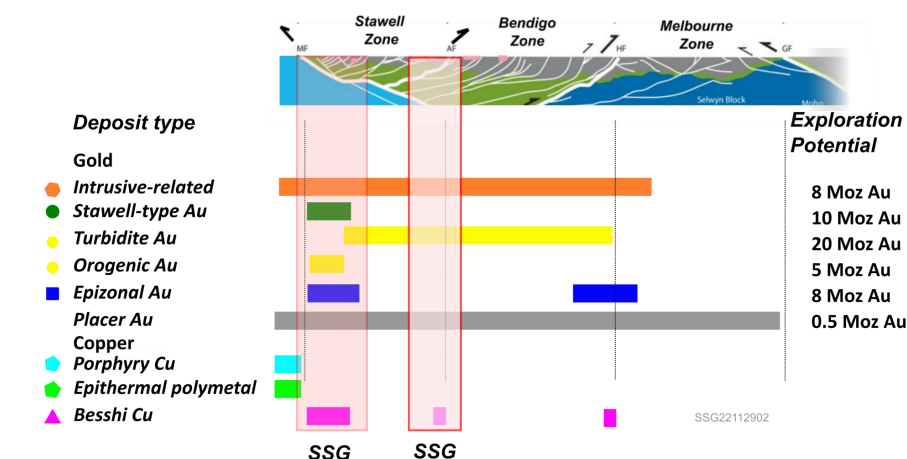 Stawell
Zone
Bendigo
Zone
Melbourne
Zone
MF
AF
HF
GF
Selwyn Block
Moho
Deposit type
Exploration
Potential
Gold
Intrusive-related
8 Moz Au
Stawell-type Au
10 Moz Au
Turbidite Au
20 Moz Au
Orogenic Au
5 Moz Au
Epizonal Au
8 Moz Au
Placer Au
0.5 Moz Au
Copper
Porphyry Cu
Epithermal polymetal
Besshi Cu
SSG22112902
SSG
SSG